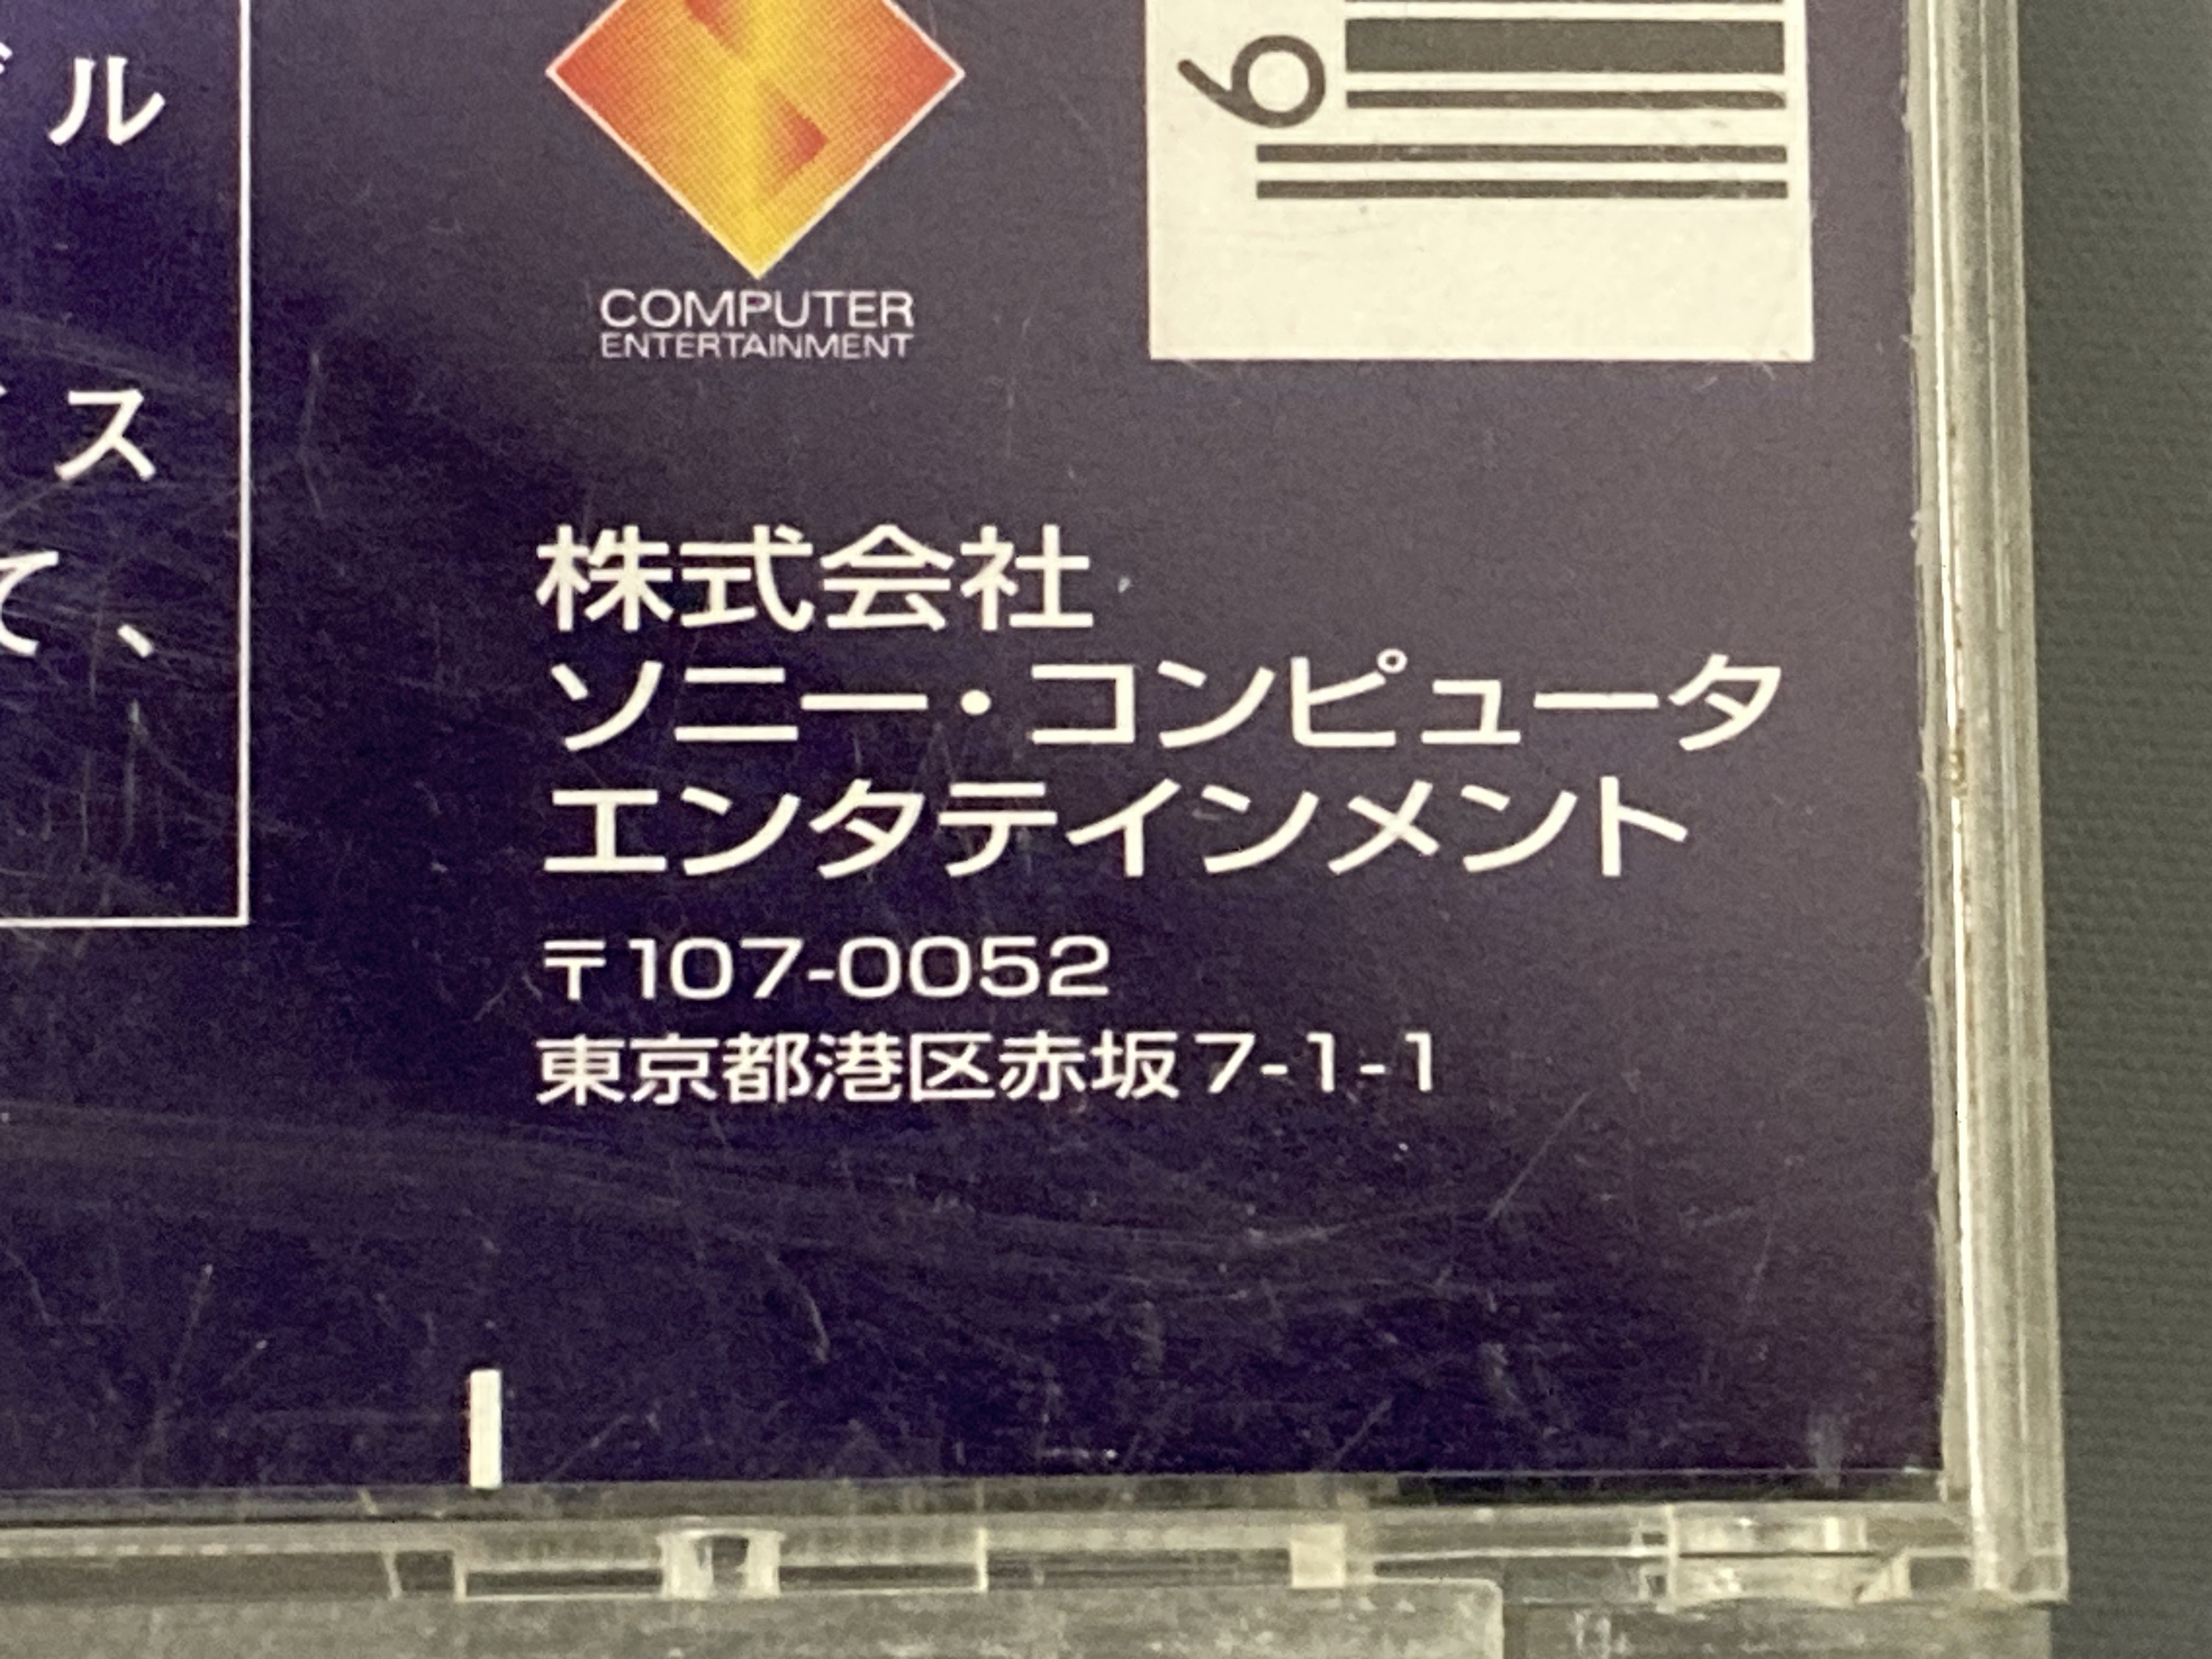 ル
ス
て、
COMPUTER
ENTERTAINMENT
6
株式会社
ソニー・コンピュータ
エンタテインメント
〒107-0052
東京都港区赤坂7-1-1